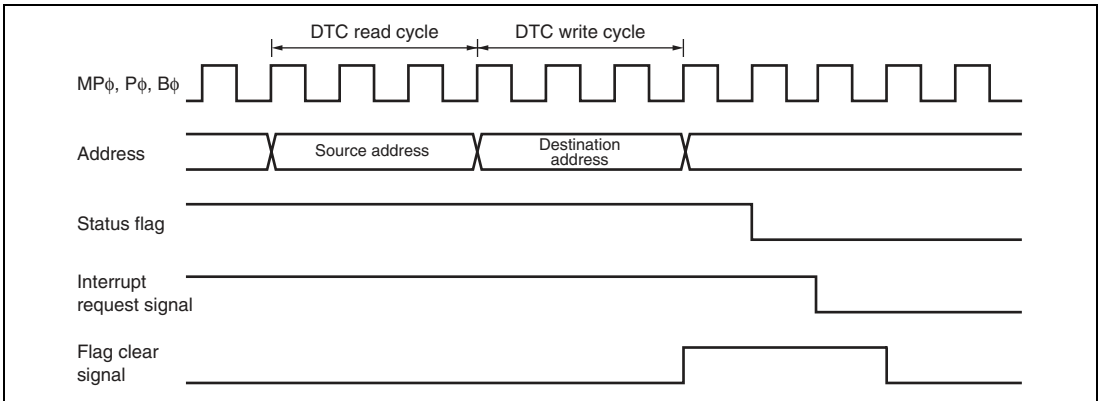 DTC read cycle DTC write cycle
MPϕ, Pϕ, Bϕ
Address Source address Destination
address
Status flag
Interrupt
request signal
Flag clear
signal